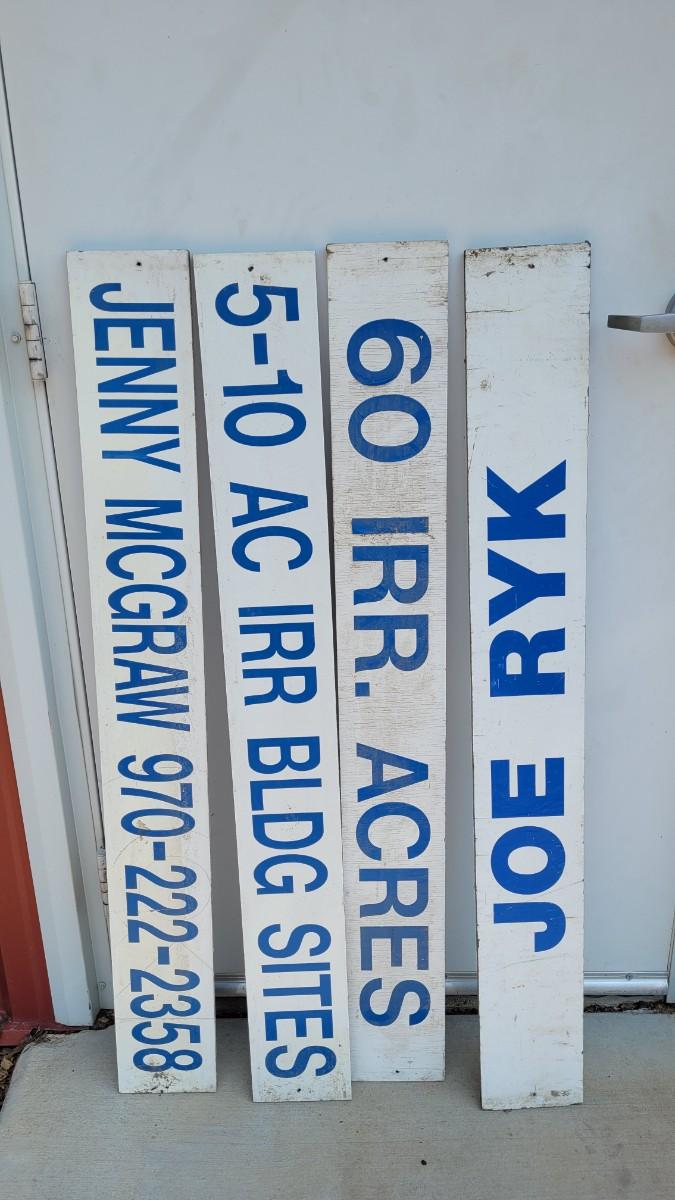 JENNY MCGRAW 970-222-2358
5-10 AC IRR BLDG SITES
60 IRR. ACRES
JOE RYK